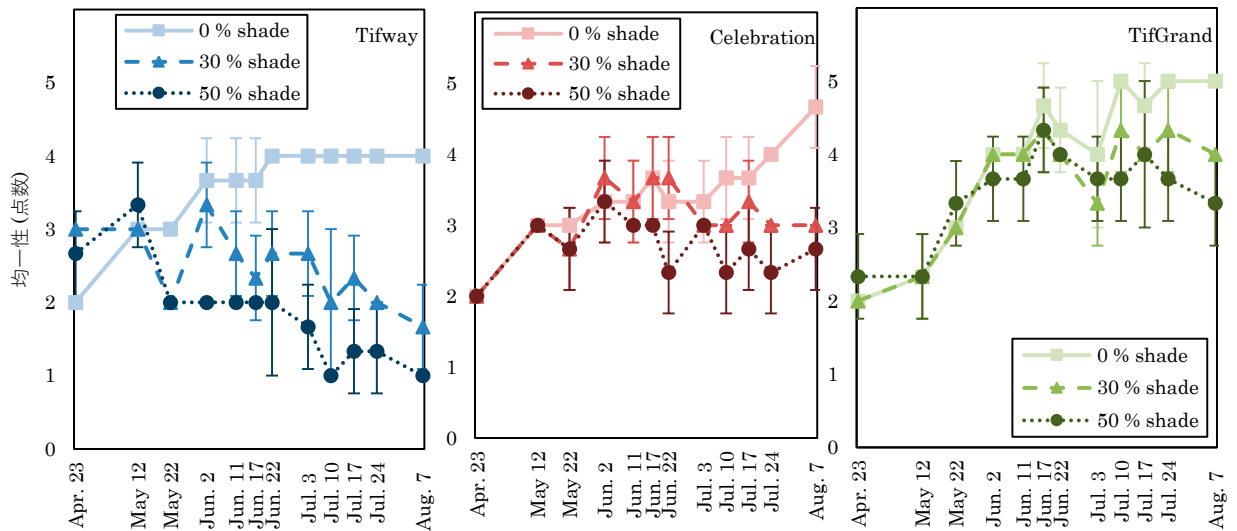 均一性 (点数)
Tifway
0 % shade
30 % shade
50 % shade
5
4
3
2
1
0
Apr. 23
May 12
May 22
Jun. 2
Jun. 11
Jun. 17
Jun. 22
Jul. 3
Jul. 10
Jul. 17
Jul. 24
Aug. 7
Celebration
0 % shade
30 % shade
50 % shade
5
4
3
2
1
0
Apr. 23
May 12
May 22
Jun. 2
Jun. 11
Jun. 17
Jun. 22
Jul. 3
Jul. 10
Jul. 17
Jul. 24
Aug. 7
TifGrand
5
4
3
2
1
0
0 % shade
30 % shade
50 % shade
Apr. 23
May 12
May 22
Jun. 2
Jun. 11
Jun. 17
Jun. 22
Jul. 3
Jul. 10
Jul. 17
Jul. 24
Aug. 7